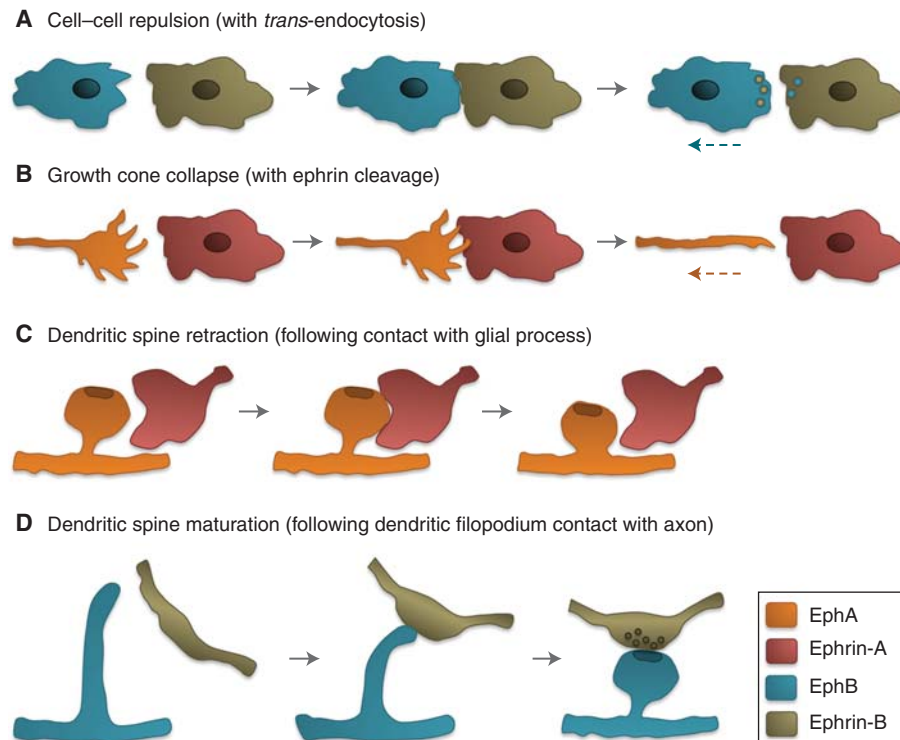 A Cell–cell repulsion (with trans-endocytosis)
B Growth cone collapse (with ephrin cleavage)
C Dendritic spine retraction (following contact with glial process)
D Dendritic spine maturation (following dendritic filopodium contact with axon)
EphA
Ephrin-A
EphB
Ephrin-B